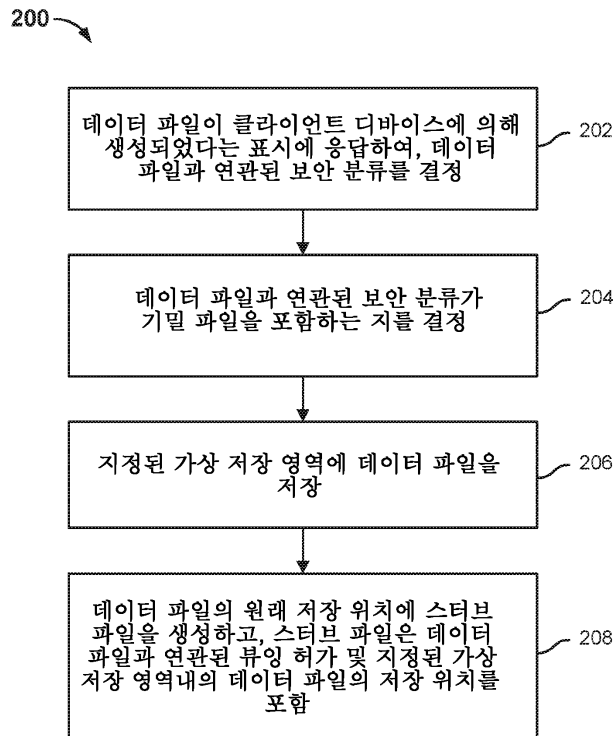 200
데이터 파일이 클라이언트 디바이스에 의해
생성되었다는 표시에 응답하여, 데이터
파일과 연관된 보안 분류를 결정
202
데이터 파일과 연관된 보안 분류가
기밀 파일을 포함하는 지를 결정
204
지정된 가상 저장 영역에 데이터 파일을
저장
206
데이터 파일의 원래 저장 위치에 스터브
파일을 생성하고, 스터브 파일은 데이터
파일과 연관된 뷰잉 허가 및 지정된 가상
저장 영역내의 데이터 파일의 저장 위치를
포함
208